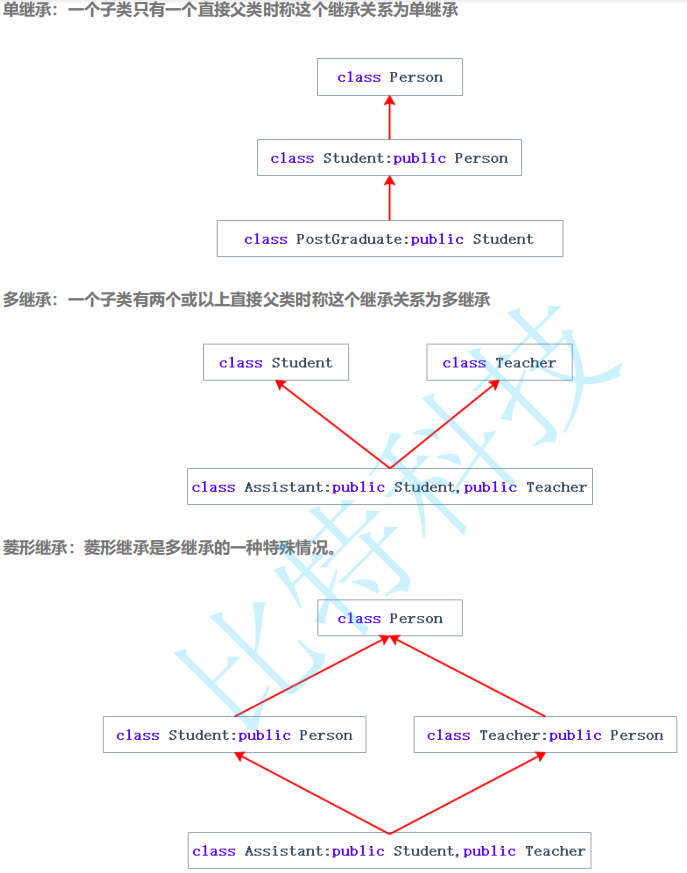 单继承：一个子类只有一个直接父类时称这个继承关系为单继承
class Person
class Student:public Person
class PostGraduate:public Student
多继承：一个子类有两个或以上直接父类时称这个继承关系为多继承
class Student class Teacher
class Assistant:public Student,public Teacher
菱形继承：菱形继承是多继承的一种特殊情况。
class Person
class Student:public Person class Teacher:public Person
class Assistant:public Student,public Teacher
比特科技